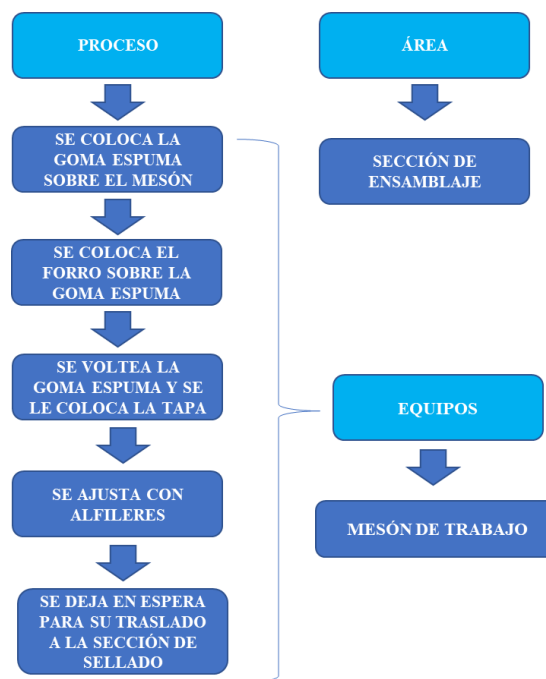 PROCESO
SE COLOCA LA
GOMA ESPUMA
SOBRE EL MESÓN
SE COLOCA EL
FORRO SOBRE LA
GOMA ESPUMA
SE VOLTEA LA
GOMA ESPUMA Y SE
LE COLOCA LA TAPA
SE AJUSTA CON
ALFILERES
SE DEJA EN ESPERA
PARA SU TRASLADO
A LA SECCIÓN DE
SELLADO
ÁREA
SECCIÓN DE
ENSAMBLAJE
EQUIPOS
MESÓN DE TRABAJO